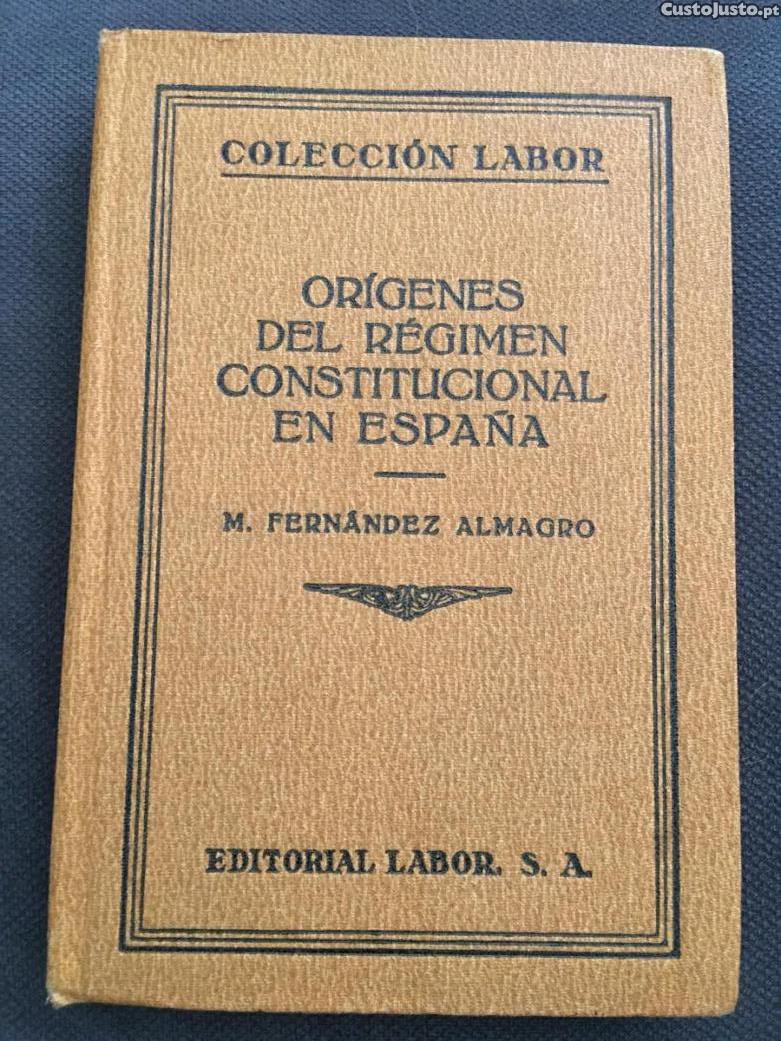 CustoJusto.pt
COLECCIÓN LABOR
ORÍGENES
DEL RÉGIMEN
CONSTITUCIONAL
EN ESPAÑA
M. FERNÁNDEZ ALMAGRO
EDITORIAL LABOR. S. A.